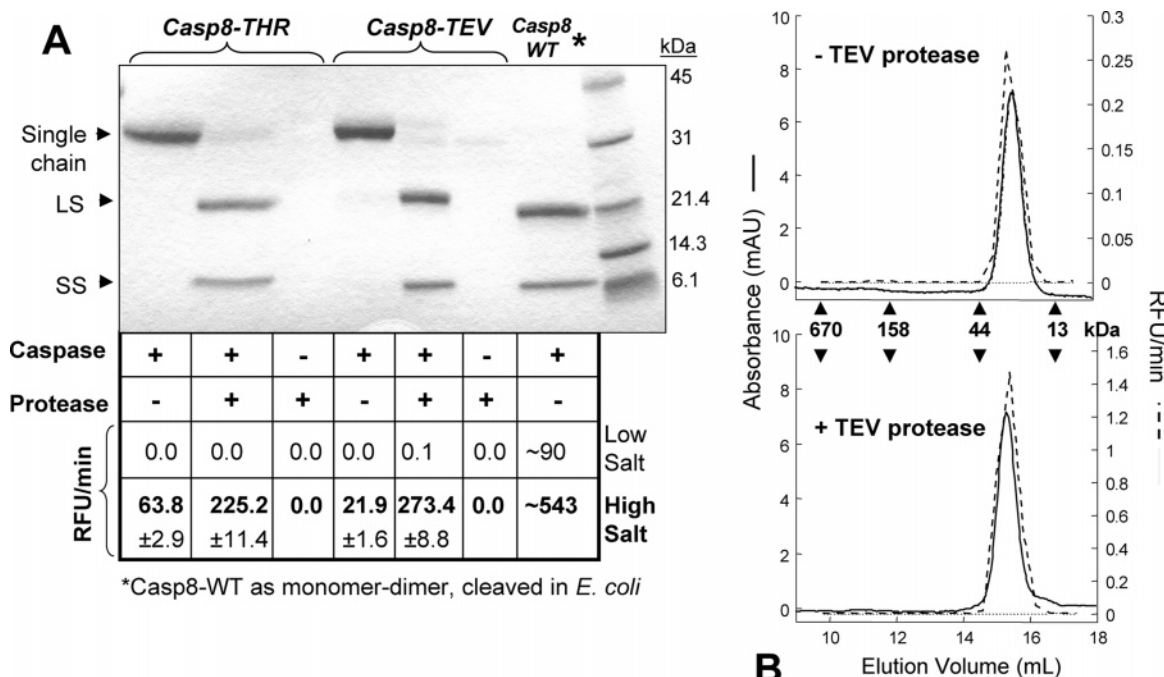 A
Casp8-THR
Casp8-TEV
Casp8
WT *
kDa
45
31
21.4
14.3
6.1
Single
chain
LS
SS
Caspase + + - + + - +
Protease - + + - + + -
RFU/min
0.0 0.0 0.0 0.0 0.1 0.0 ~90
Low
Salt
63.8 225.2 0.0 21.9 273.4 0.0 ~543
±2.9 ±11.4 ±1.6 ±8.8
High
Salt
*Casp8-WT as monomer-dimer, cleaved in E. coli
B
- TEV protease
10
8
6
4
2
0
0.3
0.25
0.2
0.15
0.1
0.05
0
670 158 44 13 kDa
+ TEV protease
10
8
6
4
2
0
1.6
1.4
1.2
1
0.8
0.6
0.4
0.2
0
Absorbance (mAU)
RFU/min
10 12 14 16 18
Elution Volume (mL)